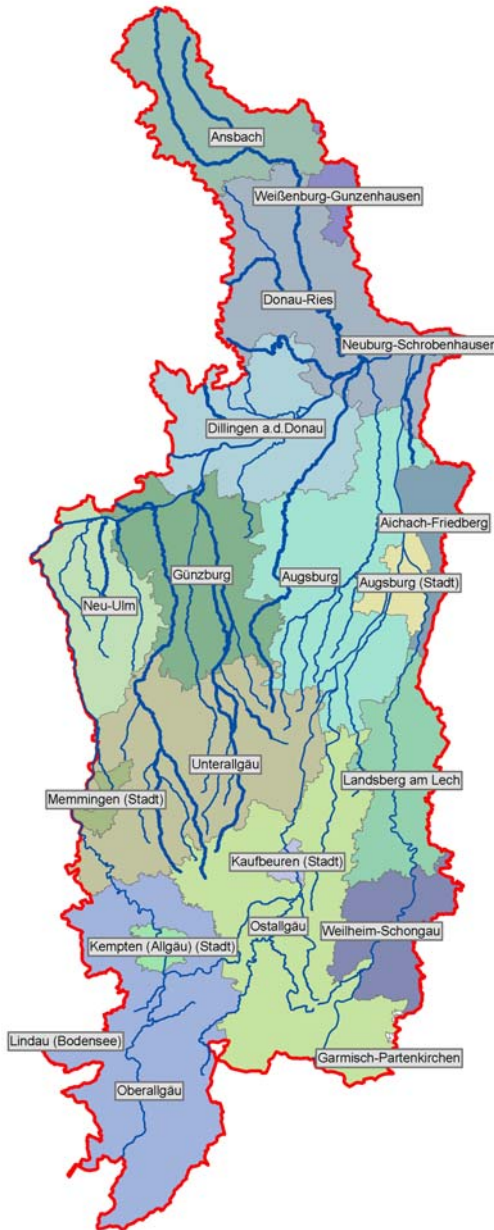 Ansbach
Weißenburg-Gunzenhausen
Donau-Ries
Neuburg-Schrobenhausen
Dillingen a.d.Donau
Aichach-Friedberg
Günzburg
Augsburg
Augsburg (Stadt)
Neu-Ulm
Unterallgäu
Landsberg am Lech
Memmingen (Stadt)
Kaufbeuren (Stadt)
Ostallgäu
Weilheim-Schongau
Kempten (Allgäu) (Stadt)
Lindau (Bodensee)
Garmisch-Partenkirchen
Oberallgäu